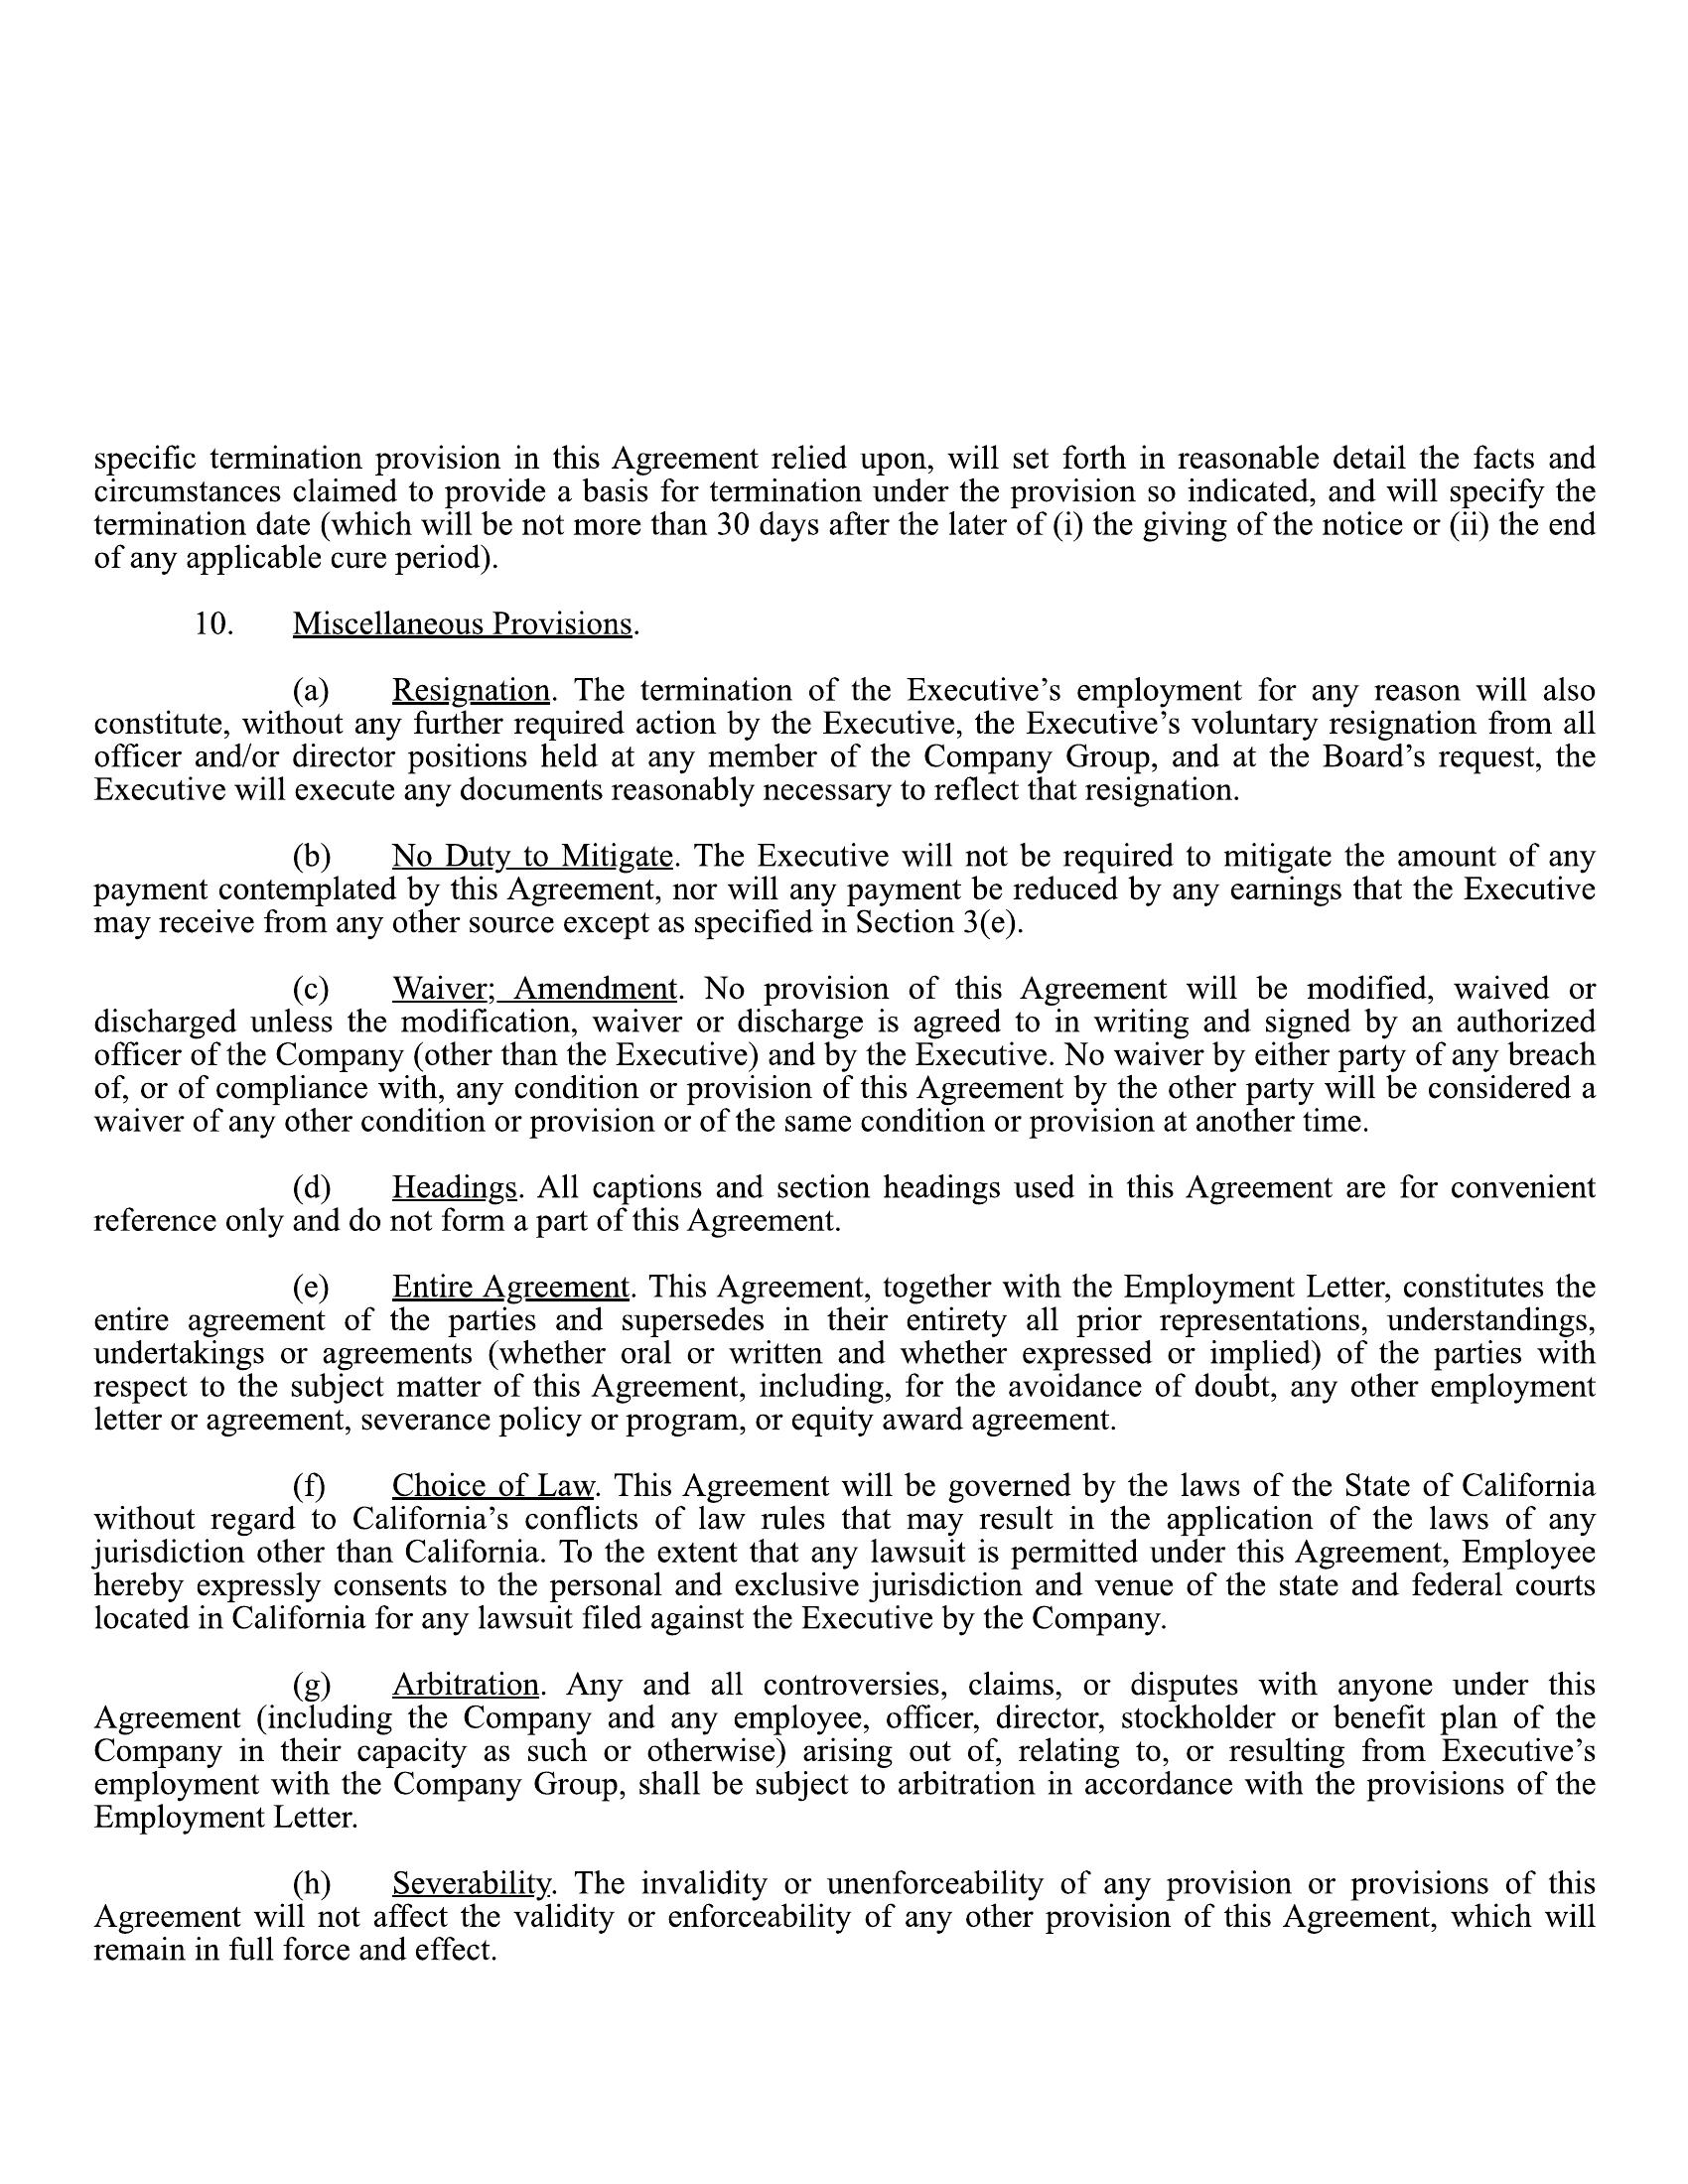 specific termination provision in this Agreement relied upon, will set forth in reasonable detail the facts and
circumstances claimed to provide a basis for termination under the provision so indicated, and will specify the
termination date (which will be not more than 30 days after the later of (i) the giving of the notice or (ii) the end
of any applicable cure period).
10. Miscellaneous Provisions.
(a) Resignation. The termination of the Executive’s employment for any reason will also
constitute, without any further required action by the Executive, the Executive’s voluntary resignation from all
officer and/or director positions held at any member of the Company Group, and at the Board’s request, the
Executive will execute any documents reasonably necessary to reflect that resignation.
(b) No Duty to Mitigate. The Executive will not be required to mitigate the amount of any
payment contemplated by this Agreement, nor will any payment be reduced by any earnings that the Executive
may receive from any other source except as specified in Section 3(e).
(c) Waiver; Amendment. No provision of this Agreement will be modified, waived or
discharged unless the modification, waiver or discharge is agreed to in writing and signed by an authorized
officer of the Company (other than the Executive) and by the Executive. No waiver by either party of any breach
of, or of compliance with, any condition or provision of this Agreement by the other party will be considered a
waiver of any other condition or provision or of the same condition or provision at another time.
(d) Headings. All captions and section headings used in this Agreement are for convenient
reference only and do not form a part of this Agreement.
(e) Entire Agreement. This Agreement, together with the Employment Letter, constitutes the
entire agreement of the parties and supersedes in their entirety all prior representations, understandings,
undertakings or agreements (whether oral or written and whether expressed or implied) of the parties with
respect to the subject matter of this Agreement, including, for the avoidance of doubt, any other employment
letter or agreement, severance policy or program, or equity award agreement.
(f) Choice of Law. This Agreement will be governed by the laws of the State of California
without regard to California’s conflicts of law rules that may result in the application of the laws of any
jurisdiction other than California. To the extent that any lawsuit is permitted under this Agreement, Employee
hereby expressly consents to the personal and exclusive jurisdiction and venue of the state and federal courts
located in California for any lawsuit filed against the Executive by the Company.
(g) Arbitration. Any and all controversies, claims, or disputes with anyone under this
Agreement (including the Company and any employee, officer, director, stockholder or benefit plan of the
Company in their capacity as such or otherwise) arising out of, relating to, or resulting from Executive’s
employment with the Company Group, shall be subject to arbitration in accordance with the provisions of the
Employment Letter.
(h) Severability. The invalidity or unenforceability of any provision or provisions of this
Agreement will not affect the validity or enforceability of any other provision of this Agreement, which will
remain in full force and effect.